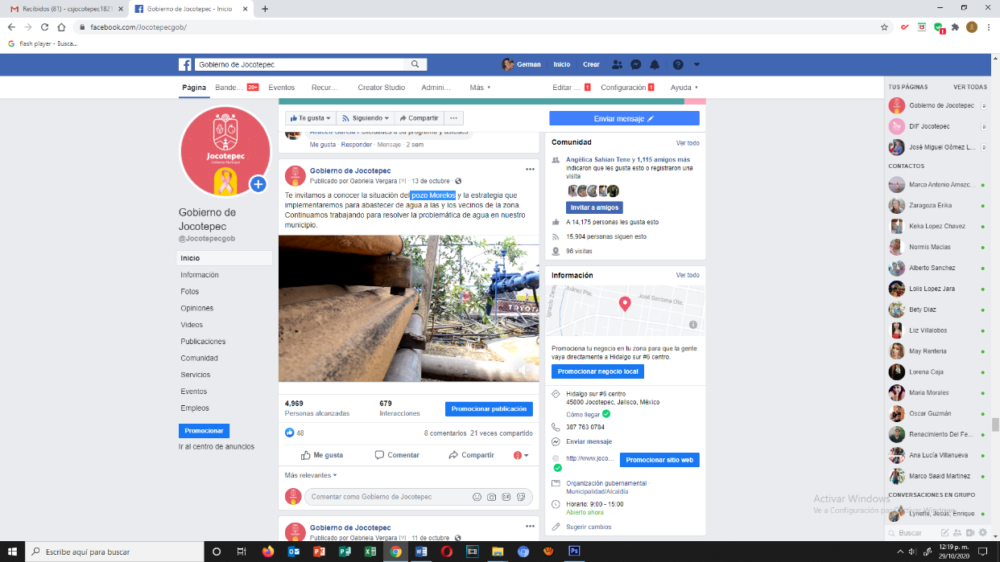 Recibidos (81) - csjocotepec1821
Gobierno de Jocotepec - Inicio
facebook.com/Jocotepecgob/
flash player - Busca...
Gobierno de Jocotepec
German
Inicio
Crear
Página
Bande...
20+
Eventos
Recur...
Creator Studio
Admini...
Más
Editar ...
1
Configuración
1
Ayuda
Te gusta
Siguiendo
Compartir
Enviar mensaje
Araceli Garcia Felicidades a su programa y ustedes
Me gusta · Responder · Mensaje · 2 sem
Jocotepec
Gobierno Municipal
Gobierno de Jocotepec
@Jocotepecgob
Inicio
Información
Fotos
Opiniones
Videos
Publicaciones
Comunidad
Servicios
Eventos
Empleos
Promocionar
Ir al centro de anuncios
Gobierno de Jocotepec
Publicado por Gabriela Vergara [?] · 13 de octubre
Te invitamos a conocer la situación del pozo Morelos y la estrategia que
implementaremos para abastecer de agua a las y los vecinos de la zona.
Continuamos trabajando para resolver la problemática de agua en nuestro
municipio.
TOYOTA
4,969
Personas alcanzadas
679
Interacciones
Promocionar publicación
48
8 comentarios 21 veces compartido
Me gusta
Comentar
Compartir
Más relevantes
Comentar como Gobierno de Jocotepec
Gobierno de Jocotepec
Publicado por Gabriela Vergara [?] · 11 de octubre
Comunidad
Ver todo
Angélica Sahian Tene y 1,115 amigos más
indicaron que les gusta esto o registraron una
visita
Invitar a amigos
A 14,175 personas les gusta esto
15,904 personas siguen esto
96 visitas
Información
Ver todo
Juárez Pte.
José Santana Ote.
Ignacio Zarag
Promociona tu negocio en tu zona para que la gente
vaya directamente a Hidalgo sur #6 centro.
Promocionar negocio local
Hidalgo sur #6 centro
45800 Jocotepec, Jalisco, México
Cómo llegar
387 763 0784
Enviar mensaje
http://www.joco...
Promocionar sitio web
Organización gubernamental ·
Municipalidad/Alcaldía
Horario: 9:00 - 15:00
Abierto ahora
Sugerir cambios
TUS PÁGINAS
VER TODAS
Gobierno de Jocotepec
DIF Jocotepec
José Miguel Gómez L...
CONTACTOS
Marco Antonio Amezc...
Zaragoza Erika
Keka Lopez Chavez
Normis Macias
Alberto Sanchez
Lolis Lopez Jara
Bety Diaz
Liiz Villalobos
May Renteria
Lorena Ceja
Maria Morales
Oscar Guzmán
Renacimiento Del Fe...
Ana Lucía Villanueva
Marco Saaid Martinez
CONVERSACIONES EN GRUPO
Lynette, Jesus, Enrique
Buscar
Activar Windows
Ve a Configuración para activar Windows.
Escribe aquí para buscar
12:19 p. m.
29/10/2020